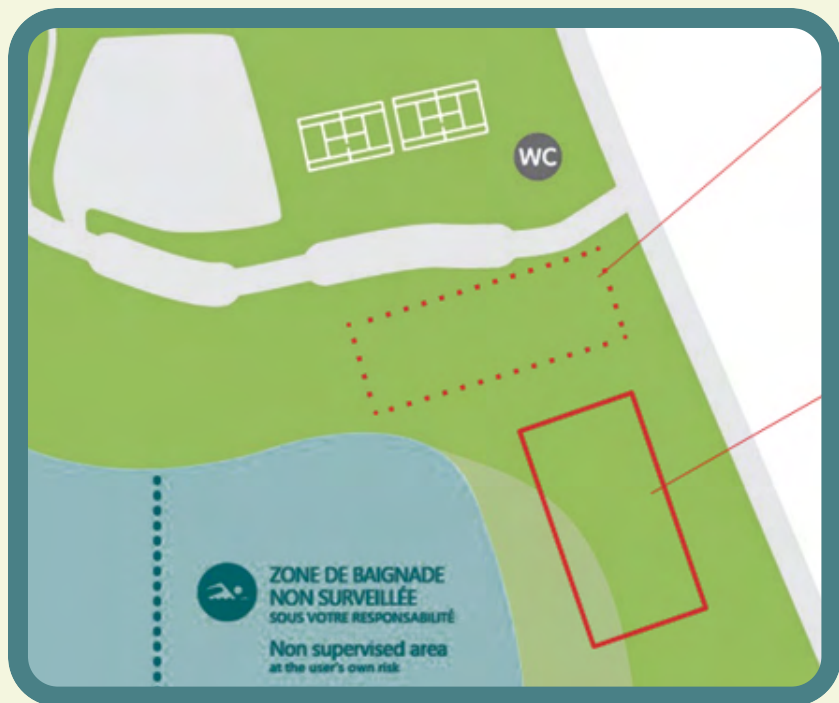 WC
ZONE DE BAIGNADE
NON SURVEILLÉE
SOUS VOTRE RESPONSABILITÉ
Non supervised area
at the user's own risk